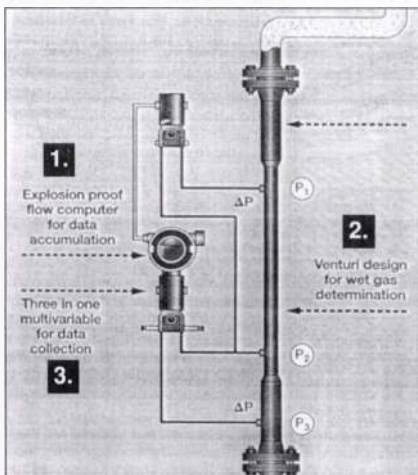 1.
Explosion proof
flow computer
for data
accumulation
Three in one
multivariable
for data
collection
3.
ΔP
P₁
2.
Venturi design
for wet gas
determination
P₂
ΔP
P₃